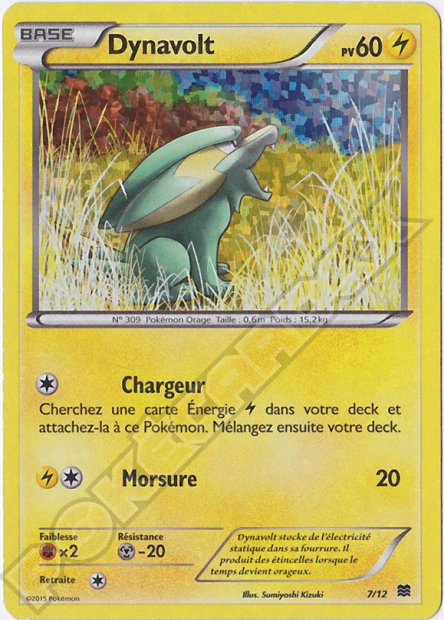 BASE
Dynavolt
PV60
N° 309 Pokémon Orage Taille : 0,6m Poids : 15,2kg
Chargeur
Cherchez une carte Énergie dans votre deck et
attachez-la à ce Pokémon. Mélangez ensuite votre deck.
Morsure 20
Faiblesse
×2
Résistance
-20
Retraite
Dynavolt stocke de l'électricité
statique dans sa fourrure. Il
produit des étincelles lorsque le
temps devient orageux.
©2015 Pokémon
Illus. Sumiyoshi Kizuki
7/12